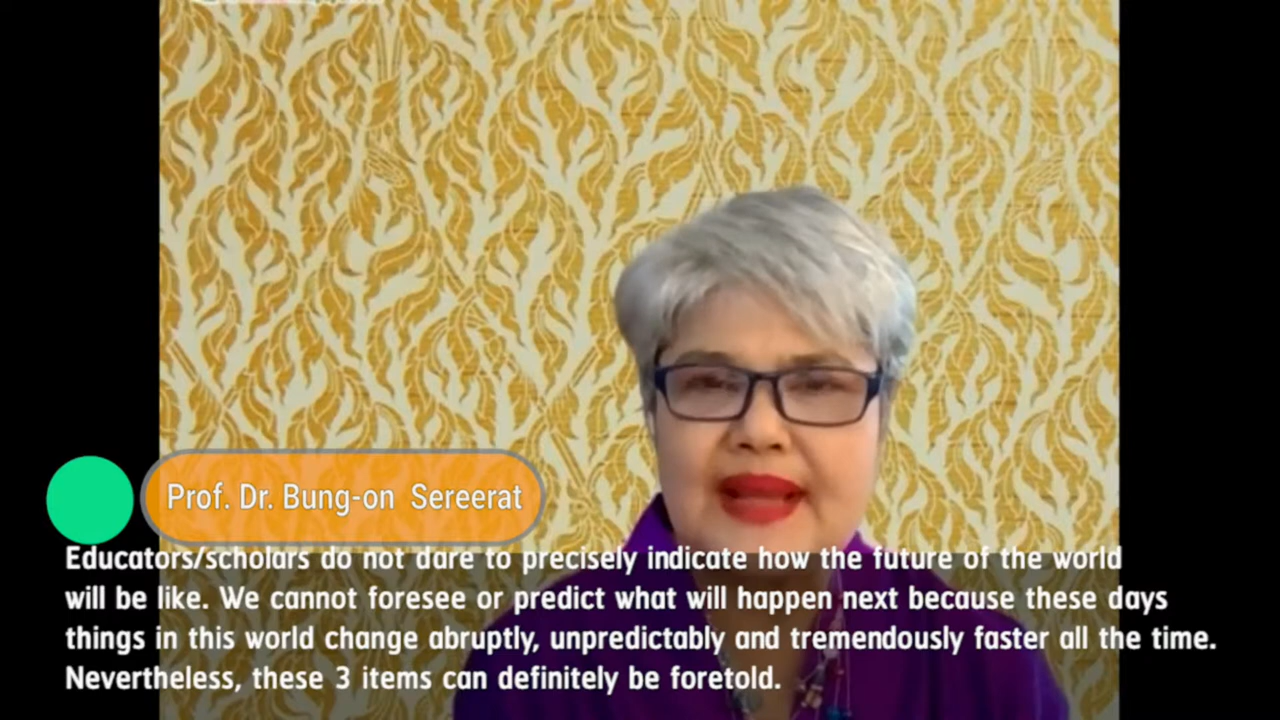 Prof. Dr. Bung-on Sereerat
Educators/scholars do not dare to precisely indicate how the future of the world
will be like. We cannot foresee or predict what will happen next because these days
things in this world change abruptly, unpredictably and tremendously faster all the time.
Nevertheless, these 3 items can definitely be foretold.